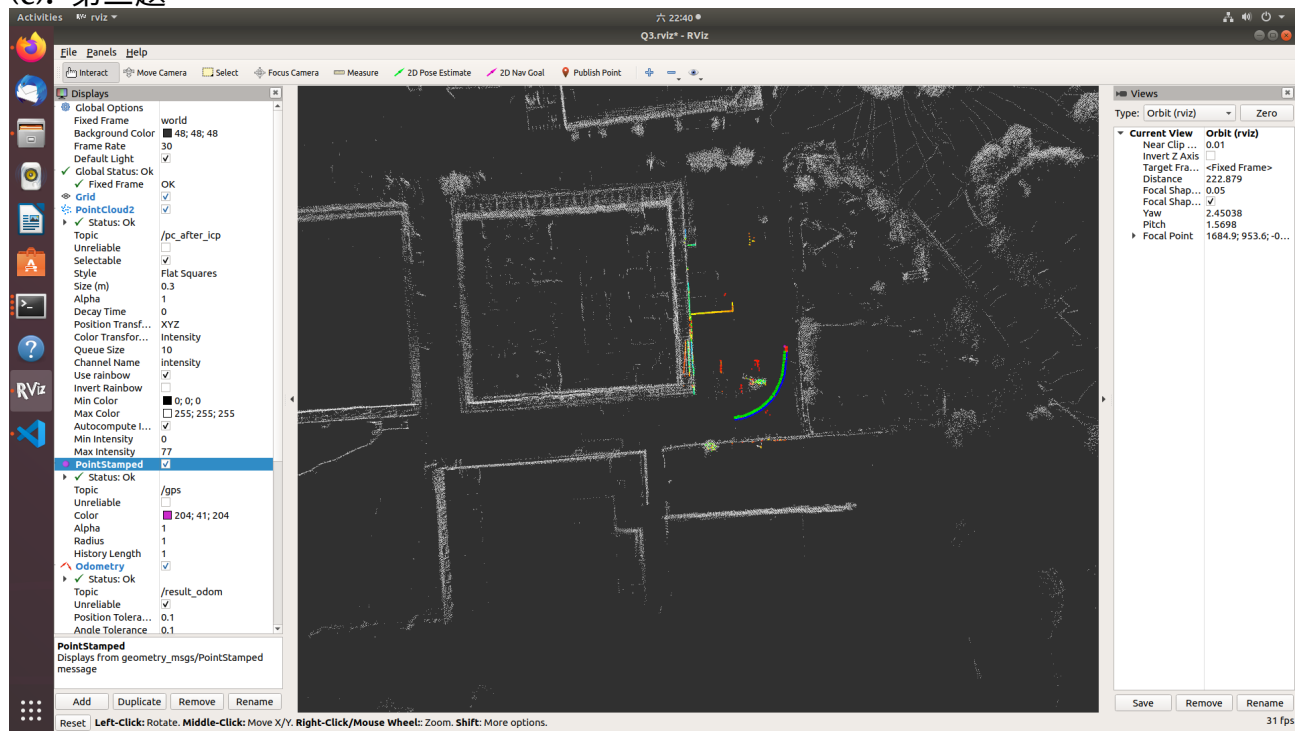 (c). 第三题
Activities
rviz
六 22:40
Q3.rviz* - RViz
File Panels Help
Interact Move Camera Select Focus Camera Measure 2D Pose Estimate 2D Nav Goal Publish Point
Displays
Global Options
Fixed Frame world
Background Color 48; 48; 48
Frame Rate 30
Default Light
Global Status: Ok
Fixed Frame OK
Grid
PointCloud2
Status: Ok
Topic /pc_after_icp
Unreliable
Selectable
Style Flat Squares
Size (m) 0.3
Alpha 1
Decay Time 0
Position Transf... XYZ
Color Transfor... Intensity
Queue Size 10
Channel Name intensity
Use rainbow
Invert Rainbow
Min Color 0; 0; 0
Max Color 255; 255; 255
Autocompute I...
Min Intensity 0
Max Intensity 77
PointStamped
Status: Ok
Topic /gps
Unreliable
Color 204; 41; 204
Alpha 1
Radius 1
History Length 1
Odometry
Status: Ok
Topic /result_odom
Unreliable
Position Tolera... 0.1
Angle Tolerance 0.1
PointStamped
Displays from geometry_msgs/PointStamped
message
Add Duplicate Remove Rename
Reset Left-Click: Rotate. Middle-Click: Move X/Y. Right-Click/Mouse Wheel:: Zoom. Shift: More options.
31 fps
Views
Type: Orbit (rviz) Zero
Current View Orbit (rviz)
Near Clip ... 0.01
Invert Z Axis
Target Fra... <Fixed Frame>
Distance 222.879
Focal Shap... 0.05
Focal Shap...
Yaw 2.45038
Pitch 1.5698
Focal Point 1684.9; 953.6; -0...
Save Remove Rename
RViz